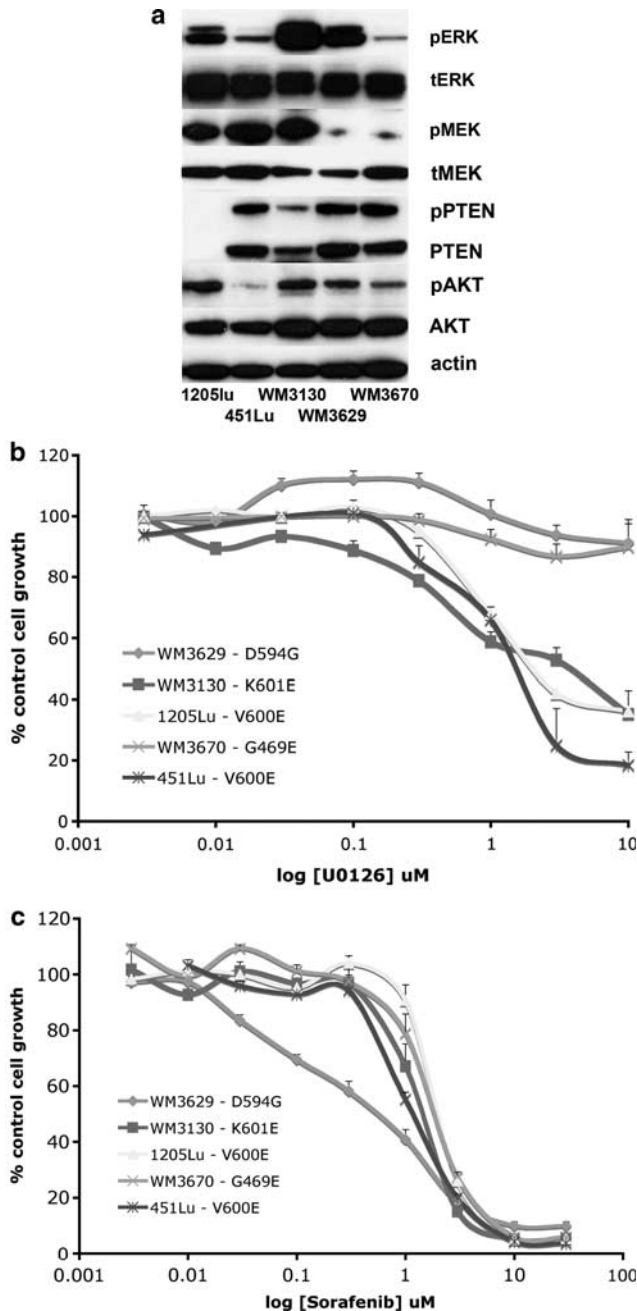 a
pERK
tERK
pMEK
tMEK
pPTEN
PTEN
pAKT
AKT
actin
1205lu WM3130 WM3670
451Lu WM3629
b
120
100
80
60
40
20
0
% control cell growth
WM3629 - D594G
WM3130 - K601E
1205Lu - V600E
WM3670 - G469E
451Lu - V600E
0.001 0.01 0.1 1 10
log [U0126] uM
c
120
100
80
60
40
20
0
% control cell growth
WM3629 - D594G
WM3130 - K601E
1205Lu - V600E
WM3670 - G469E
451Lu - V600E
0.001 0.01 0.1 1 10 100
log [Sorafenib] uM